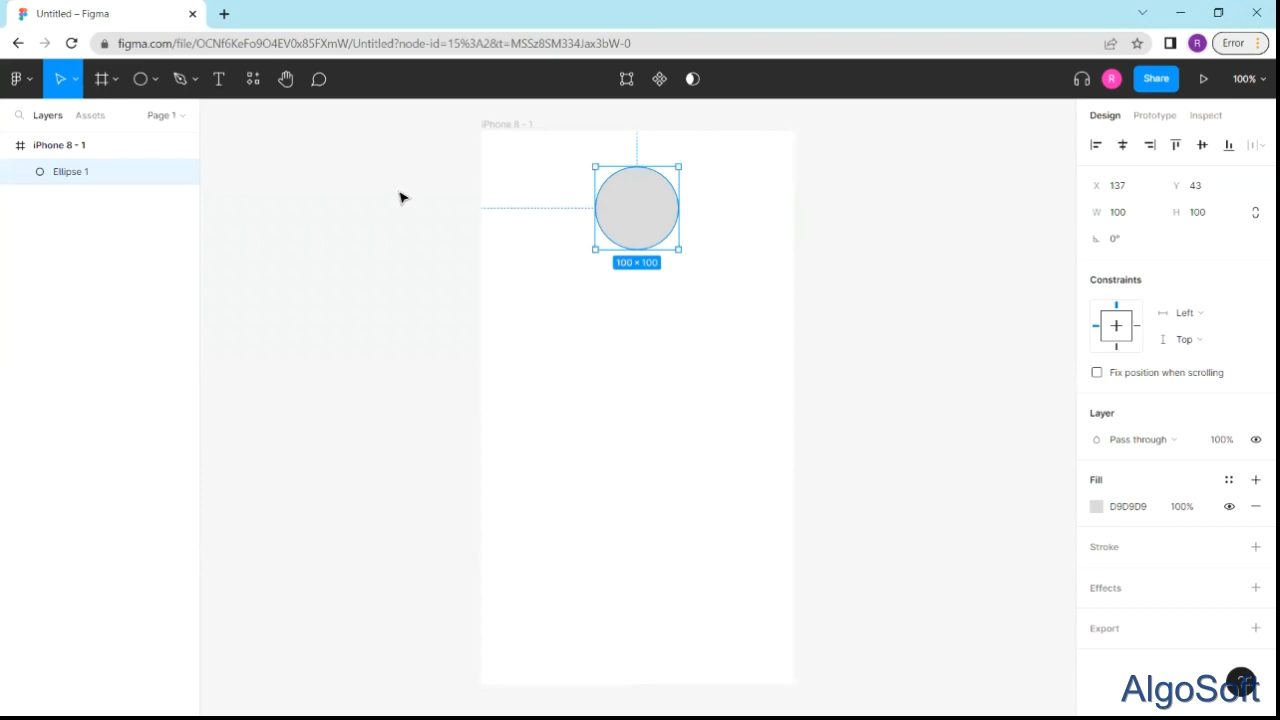 Untitled – Figma
figma.com/file/OCNf6KeFo9O4EV0x85FXmW/Untitled?node-id=15%3A2&t=MSSz8SM334Jax3bW-0
R
Error
R
Share
100%
Layers
Assets
Page 1
Design
Prototype
Inspect
iPhone 8 - 1
Ellipse 1
iPhone 8 - 1
100 × 100
X 137
Y 43
W 100
H 100
0°
Constraints
Left
Top
Fix position when scrolling
Layer
Pass through
100%
Fill
D9D9D9
100%
Stroke
Effects
Export
AlgoSoft